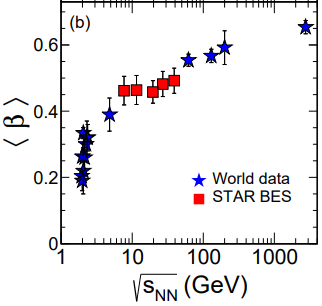 (b)
⟨ β ⟩
0.6
0.4
0.2
0
World data
STAR BES
1 10 100 1000
√sNN (GeV)